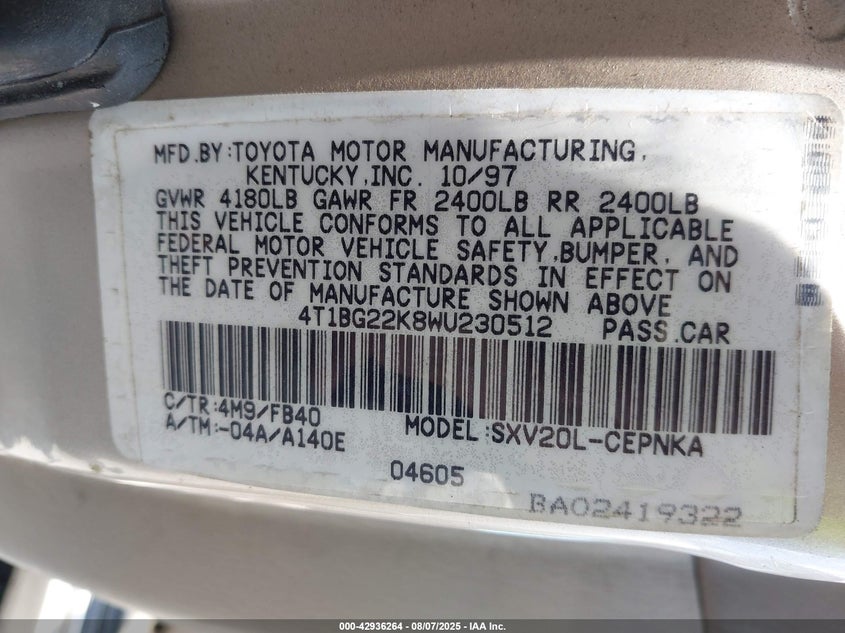 MFD.BY:TOYOTA MOTOR MANUFACTURING,
KENTUCKY,INC. 10/97
GVWR 4180LB GAWR FR 2400LB RR 2400LB
THIS VEHICLE CONFORMS TO ALL APPLICABLE
FEDERAL MOTOR VEHICLE SAFETY,BUMPER, AND
THEFT PREVENTION STANDARDS IN EFFECT ON
THE DATE OF MANUFACTURE SHOWN ABOVE
4T1BG22K8WU230512 PASS.CAR
C/TR:4M9/FB40
A/TM:-04A/A140E
MODEL:SXV20L-CEPNKA
04605
BA02419322
000-42936264 | 08/07/2025 | IAA Inc.